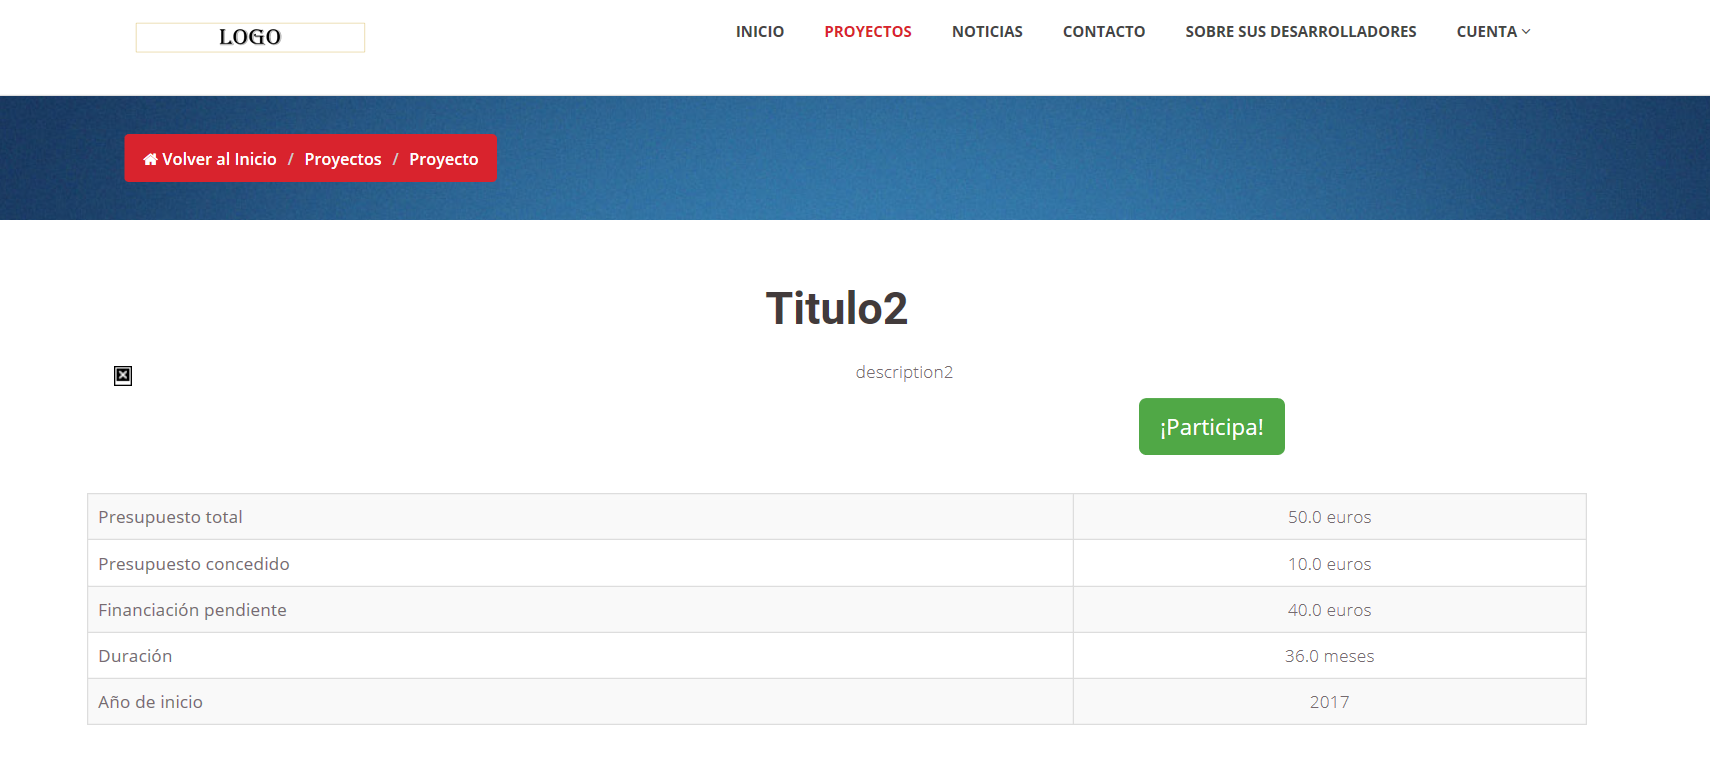 LOGO
INICIO PROYECTOS NOTICIAS CONTACTO SOBRE SUS DESARROLLADORES CUENTA
Volver al Inicio / Proyectos / Proyecto
Titulo2
description2
¡Participa!
Presupuesto total 50.0 euros
Presupuesto concedido 10.0 euros
Financiación pendiente 40.0 euros
Duración 36.0 meses
Año de inicio 2017